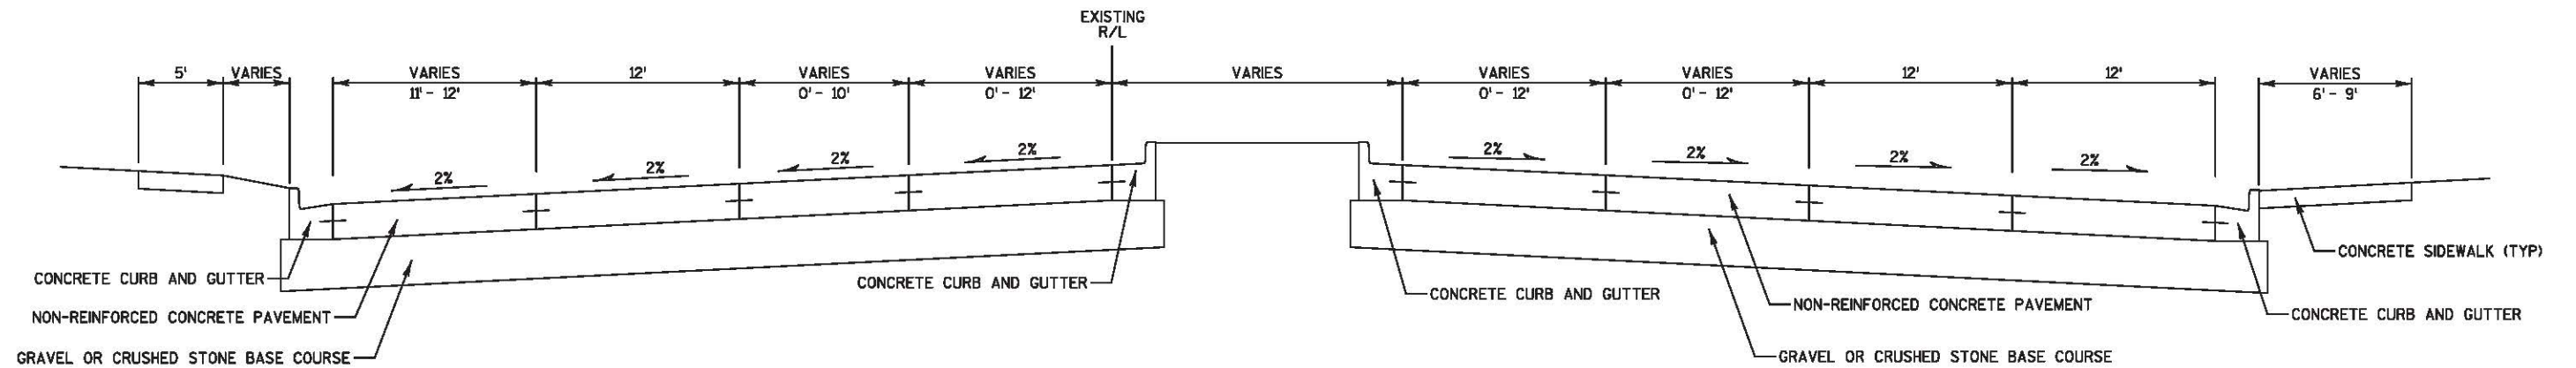 EXISTING
R/L
5'
VARIES
VARIES
11' - 12'
12'
VARIES
0' - 10'
VARIES
0' - 12'
VARIES
VARIES
0' - 12'
VARIES
0' - 12'
12'
12'
VARIES
6' - 9'
2%
2%
2%
2%
2%
2%
2%
2%
CONCRETE CURB AND GUTTER
NON-REINFORCED CONCRETE PAVEMENT
GRAVEL OR CRUSHED STONE BASE COURSE
CONCRETE CURB AND GUTTER
CONCRETE CURB AND GUTTER
NON-REINFORCED CONCRETE PAVEMENT
GRAVEL OR CRUSHED STONE BASE COURSE
CONCRETE SIDEWALK (TYP)
CONCRETE CURB AND GUTTER